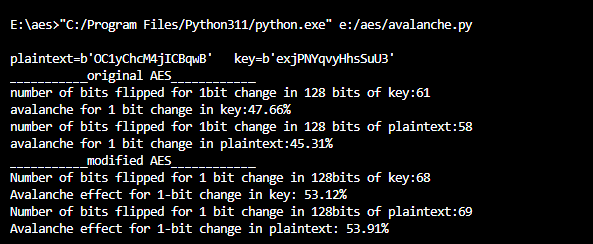 E:\aes>"C:/Program Files/Python311/python.exe" e:/aes/avalanche.py
plaintext=b'OC1yChcM4jICBqwB' key=b'exjPNYqvyHhsSuU3'
___________original AES____________
number of bits flipped for 1bit change in 128 bits of key:61
avalanche for 1 bit change in key:47.66%
number of bits flipped for 1bit change in 128 bits of plaintext:58
avalanche for 1 bit change in plaintext:45.31%
___________modified AES____________
Number of bits flipped for 1 bit change in 128bits of key:68
Avalanche effect for 1-bit change in key: 53.12%
Number of bits flipped for 1 bit change in 128bits of plaintext:69
Avalanche effect for 1-bit change in plaintext: 53.91%